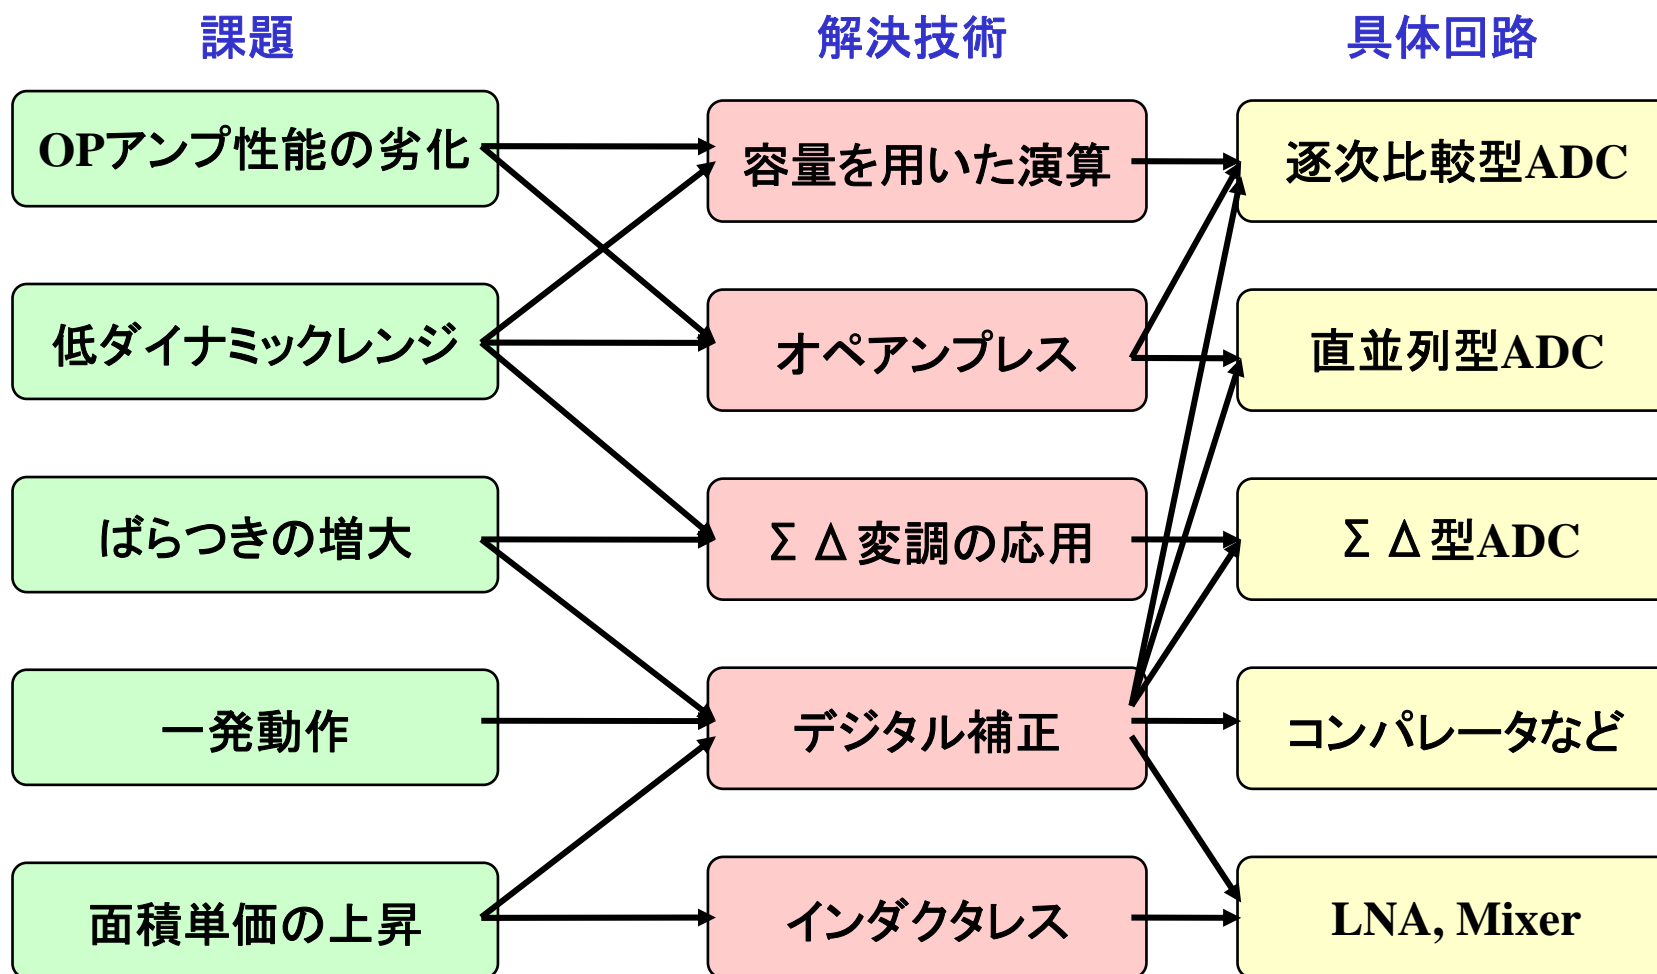 課題 解決技術 具体回路
OPアンプ性能の劣化 容量を用いた演算 逐次比較型ADC
低ダイナミックレンジ オペアンプレス 直並列型ADC
ばらつきの増大 ΣΔ変調の応用 ΣΔ型ADC
一発動作 デジタル補正 コンパレータなど
面積単価の上昇 インダクタレス LNA, Mixer